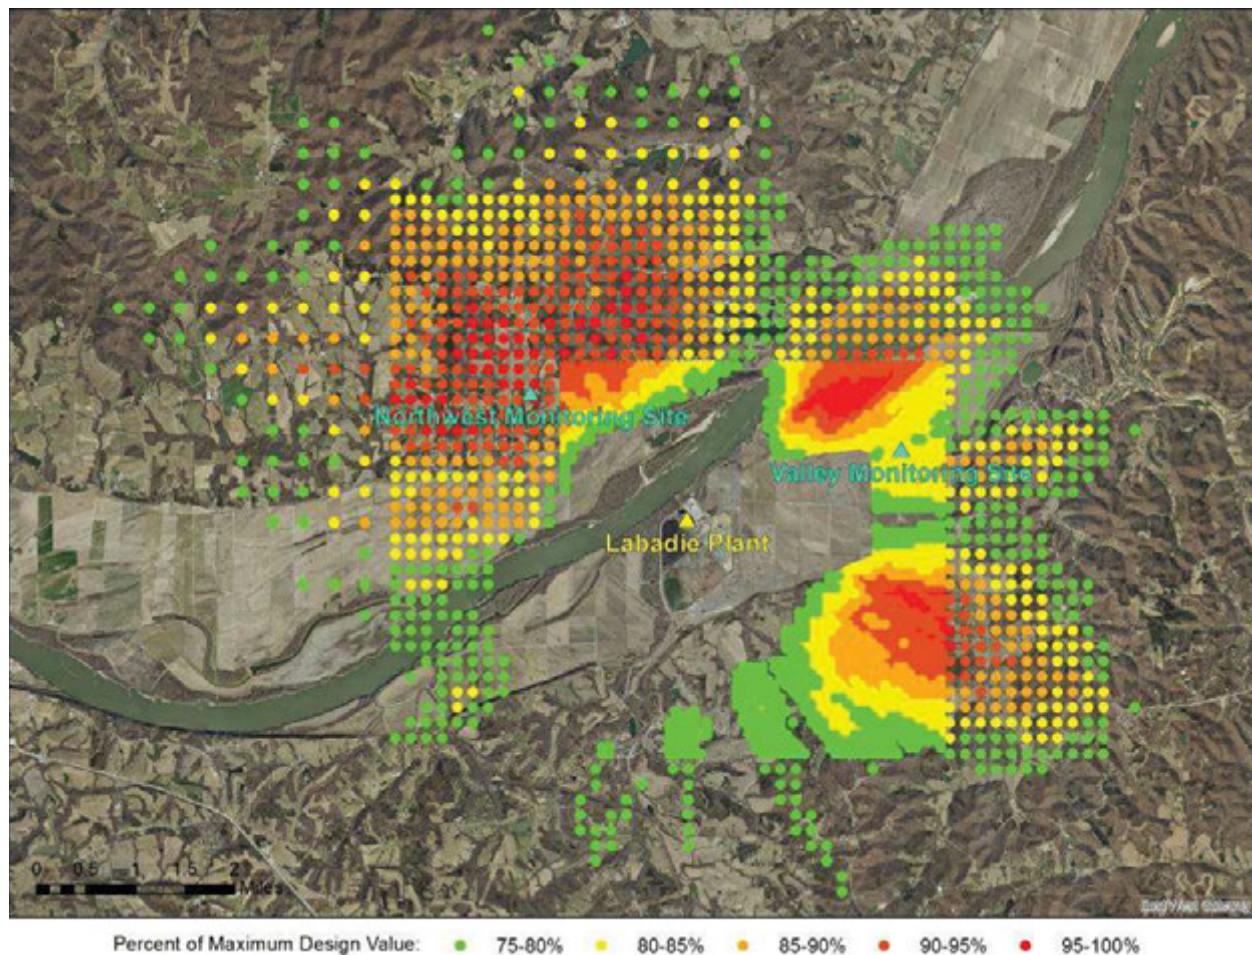 Northwest Monitoring Site
Valley Monitoring Site
Labadie Plant
0 0.5 1 1.5 2
Miles
Percent of Maximum Design Value: 75-80% 80-85% 85-90% 90-95% 95-100%